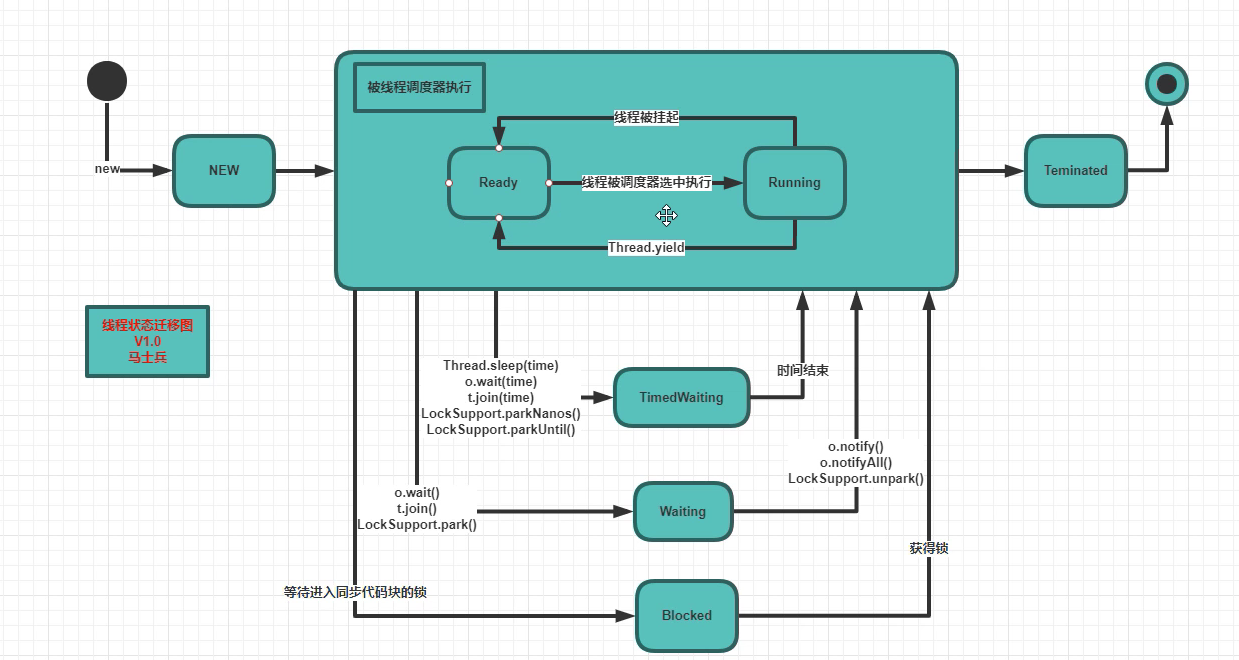 被线程调度器执行
线程被挂起
new
NEW
Ready
线程被调度器选中执行
Running
Teminated
Thread.yield
线程状态迁移图
V1.0
马士兵
Thread.sleep(time)
o.wait(time)
t.join(time)
LockSupport.parkNanos()
LockSupport.parkUntil()
TimedWaiting
时间结束
o.notify()
o.notifyAll()
LockSupport.unpark()
o.wait()
t.join()
LockSupport.park()
Waiting
获得锁
等待进入同步代码块的锁
Blocked